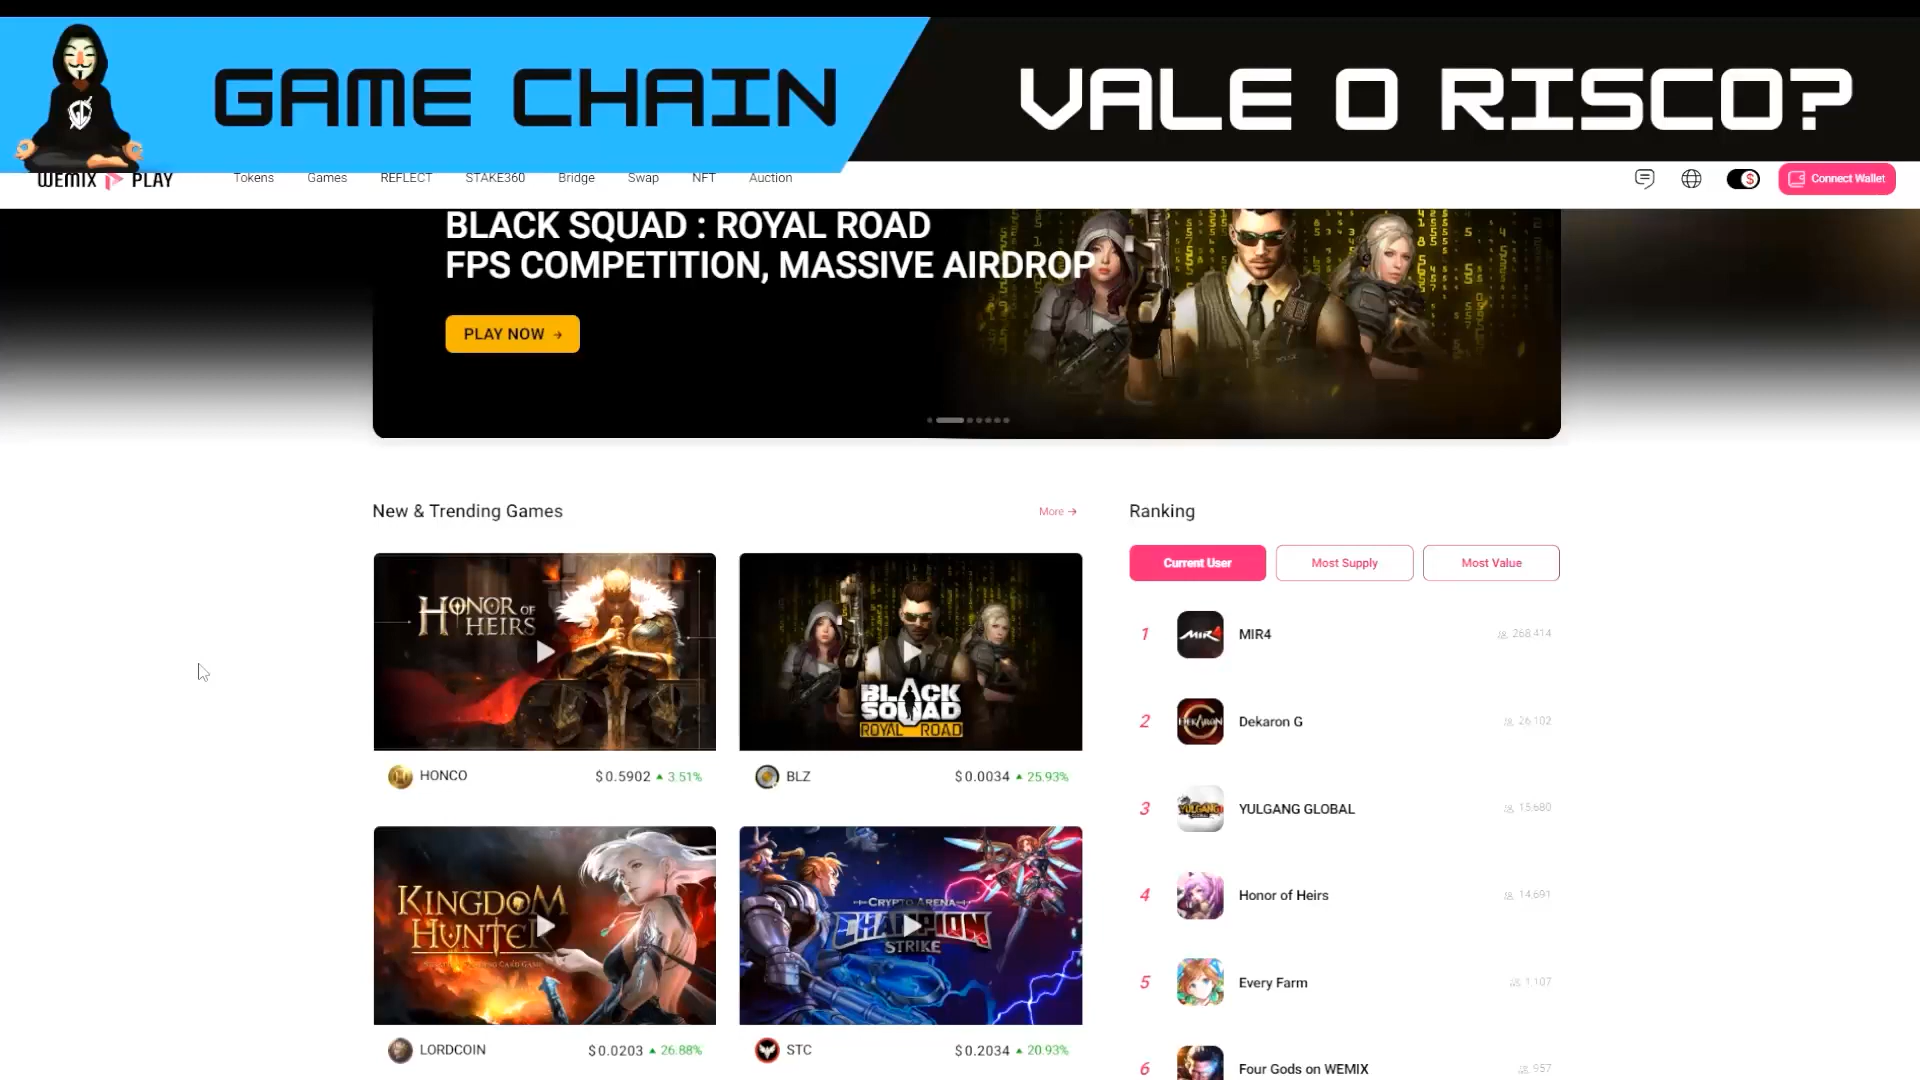 GAME CHAIN
VALE O RISCO?
WEMIX PLAY
Tokens Games REFLECT STAKE360 Bridge Swap NFT Auction
$
Connect Wallet
BLACK SQUAD : ROYAL ROAD
FPS COMPETITION, MASSIVE AIRDROP
PLAY NOW →
New & Trending Games
More →
HONOR OF
HEIRS
HONCO
$ 0.5902 ▲ 3.51%
BLACK
SQUAD
ROYAL ROAD
BLZ
$ 0.0034 ▲ 25.93%
KINGDOM
HUNTER
LORDCOIN
$ 0.0203 ▲ 26.88%
CRYPTO ARENA
CHAMPION
STRIKE
STC
$ 0.2034 ▲ 20.93%
Ranking
Current User
Most Supply
Most Value
1 MIR4 MIR4 268.414
2 DEKARON Dekaron G 26.102
3 YULGANG YULGANG GLOBAL 15.680
4 Honor of Heirs 14.691
5 Every Farm 1.107
6 Four Gods on WEMIX 957